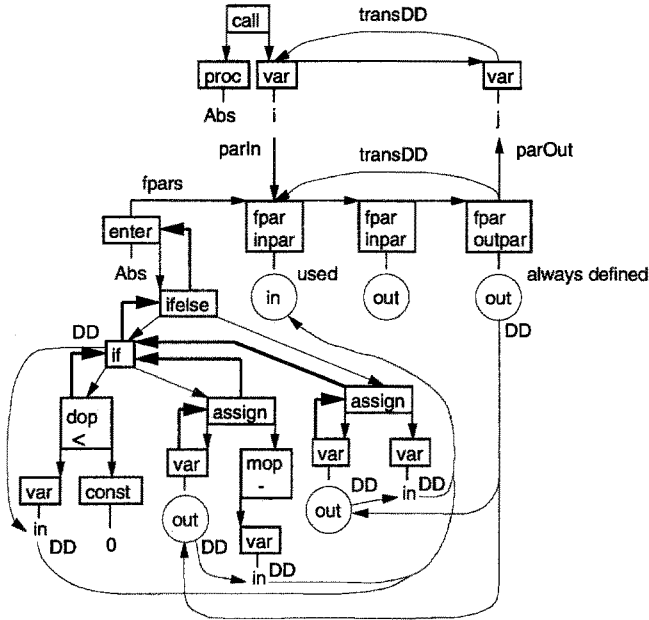 transDD
call
proc
var
var
Abs
i
i
parIn
transDD
parOut
fpars
enter
fpar
inpar
fpar
inpar
fpar
outpar
Abs
used
always defined
in
out
out
ifelse
DD
DD
if
dop
<
assign
assign
var
mop
-
var
var
var
const
in
DD
0
out
DD
var
in
DD
out
DD
in
DD